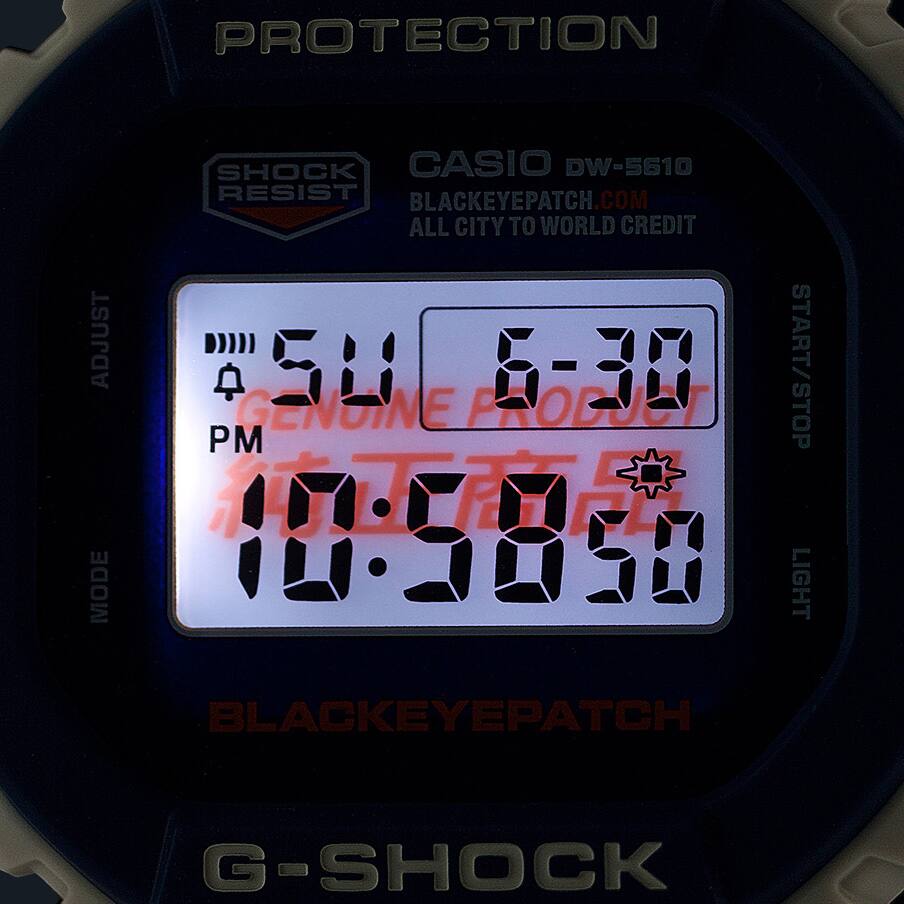 PROTECTION
SHOCK
RESIST
CASIO DW-5610
BLACKEYEPATCH.COM
ALL CITY TO WORLD CREDIT
ADJUST
START/STOP
SU 6-30
GENUINE PRODUCT
PM
純正商品
10:58 50
MODE
LIGHT
BLACKEYEPATCH
G-SHOCK